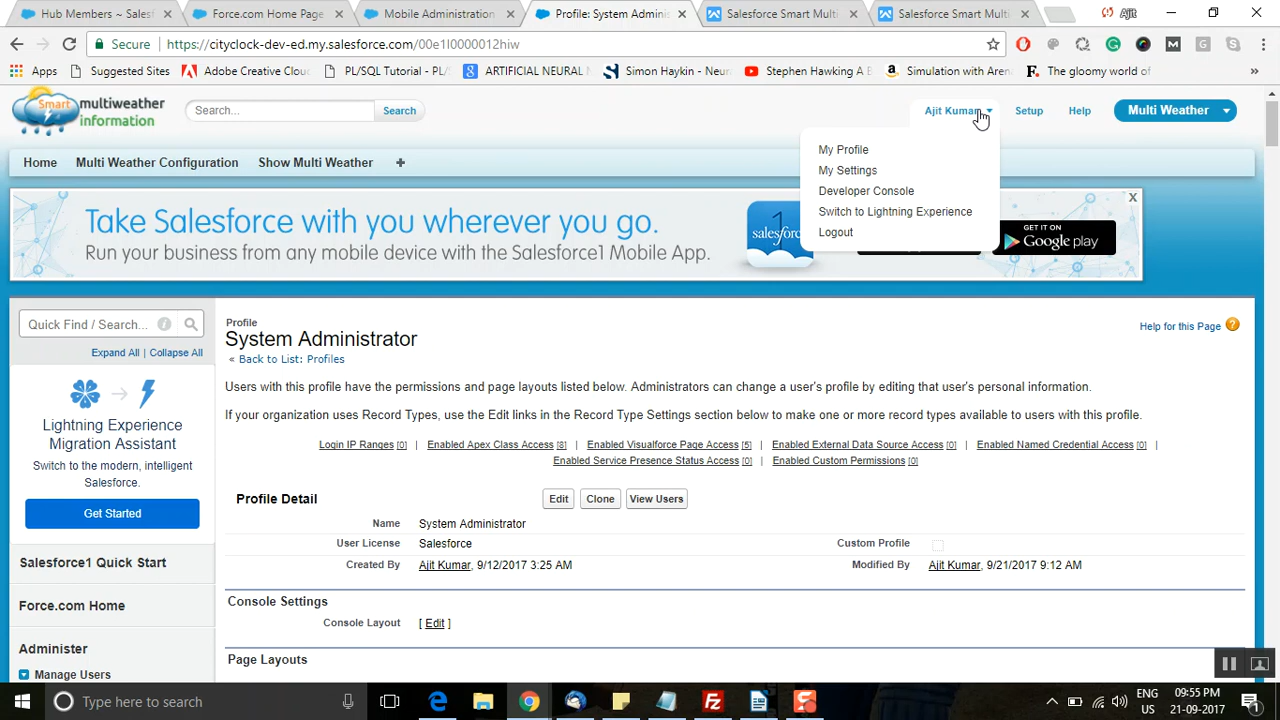 Hub Members ~ Sales
Force.com Home Page
Mobile Administration
Profile: System Admini
Salesforce Smart Multi
Salesforce Smart Multi
Ajit
Secure
https://cityclock-dev-ed.my.salesforce.com/00e1I0000012hiw
Apps
Suggested Sites
Adobe Creative Clou
PL/SQL Tutorial - PL/
ARTIFICIAL NEURAL
Simon Haykin - Neur
Stephen Hawking A B
Simulation with Aren
The gloomy world of
Smart
multiweather
information
Search...
Search
Ajit Kumar
Setup
Help
Multi Weather
My Profile
My Settings
Developer Console
Switch to Lightning Experience
Logout
Home
Multi Weather Configuration
Show Multi Weather
+
Take Salesforce with you wherever you go.
Run your business from any mobile device with the Salesforce1 Mobile App.
1
salesforce
GET IT ON
Google play
X
Quick Find / Search...
Expand All | Collapse All
Lightning Experience
Migration Assistant
Switch to the modern, intelligent
Salesforce.
Get Started
Salesforce1 Quick Start
Force.com Home
Administer
Manage Users
Profile
System Administrator
« Back to List: Profiles
Help for this Page
Users with this profile have the permissions and page layouts listed below. Administrators can change a user's profile by editing that user's personal information.
If your organization uses Record Types, use the Edit links in the Record Type Settings section below to make one or more record types available to users with this profile.
Login IP Ranges [0] | Enabled Apex Class Access [8] | Enabled Visualforce Page Access [5] | Enabled External Data Source Access [0] | Enabled Named Credential Access [0] |
Enabled Service Presence Status Access [0] | Enabled Custom Permissions [0]
Profile Detail
Edit
Clone
View Users
Name System Administrator
User License Salesforce
Custom Profile
Created By Ajit Kumar, 9/12/2017 3:25 AM
Modified By Ajit Kumar, 9/21/2017 9:12 AM
Console Settings
Console Layout [ Edit ]
Page Layouts
Type here to search
ENG
US
09:55 PM
21-09-2017
1